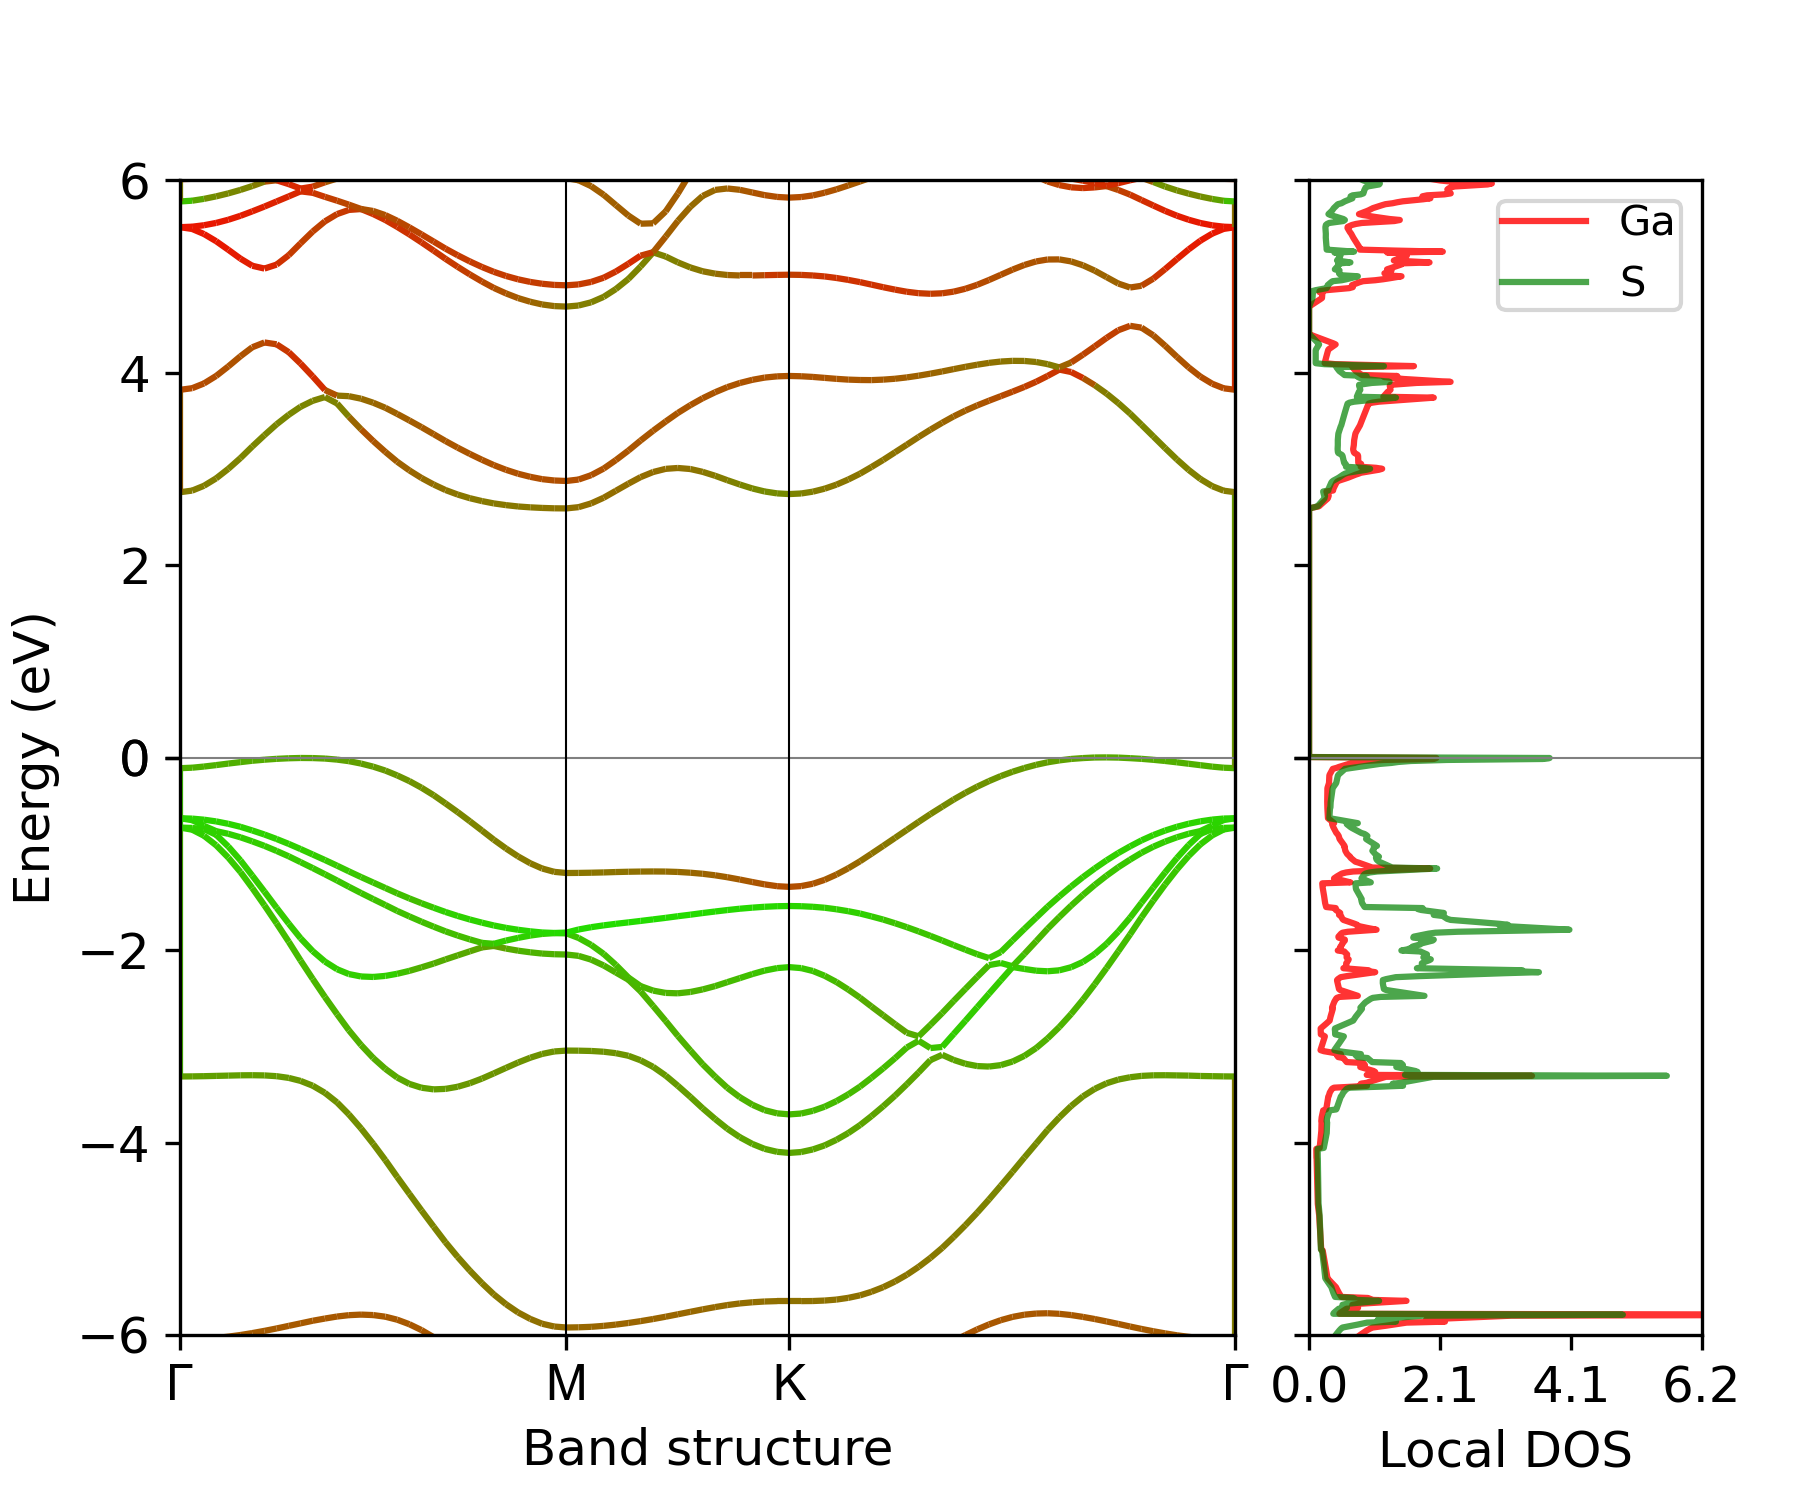 6
4
2
0
−2
−4
−6
Energy (eV)
Γ M K Γ
Band structure
Ga
S
0.0 2.1 4.1 6.2
Local DOS